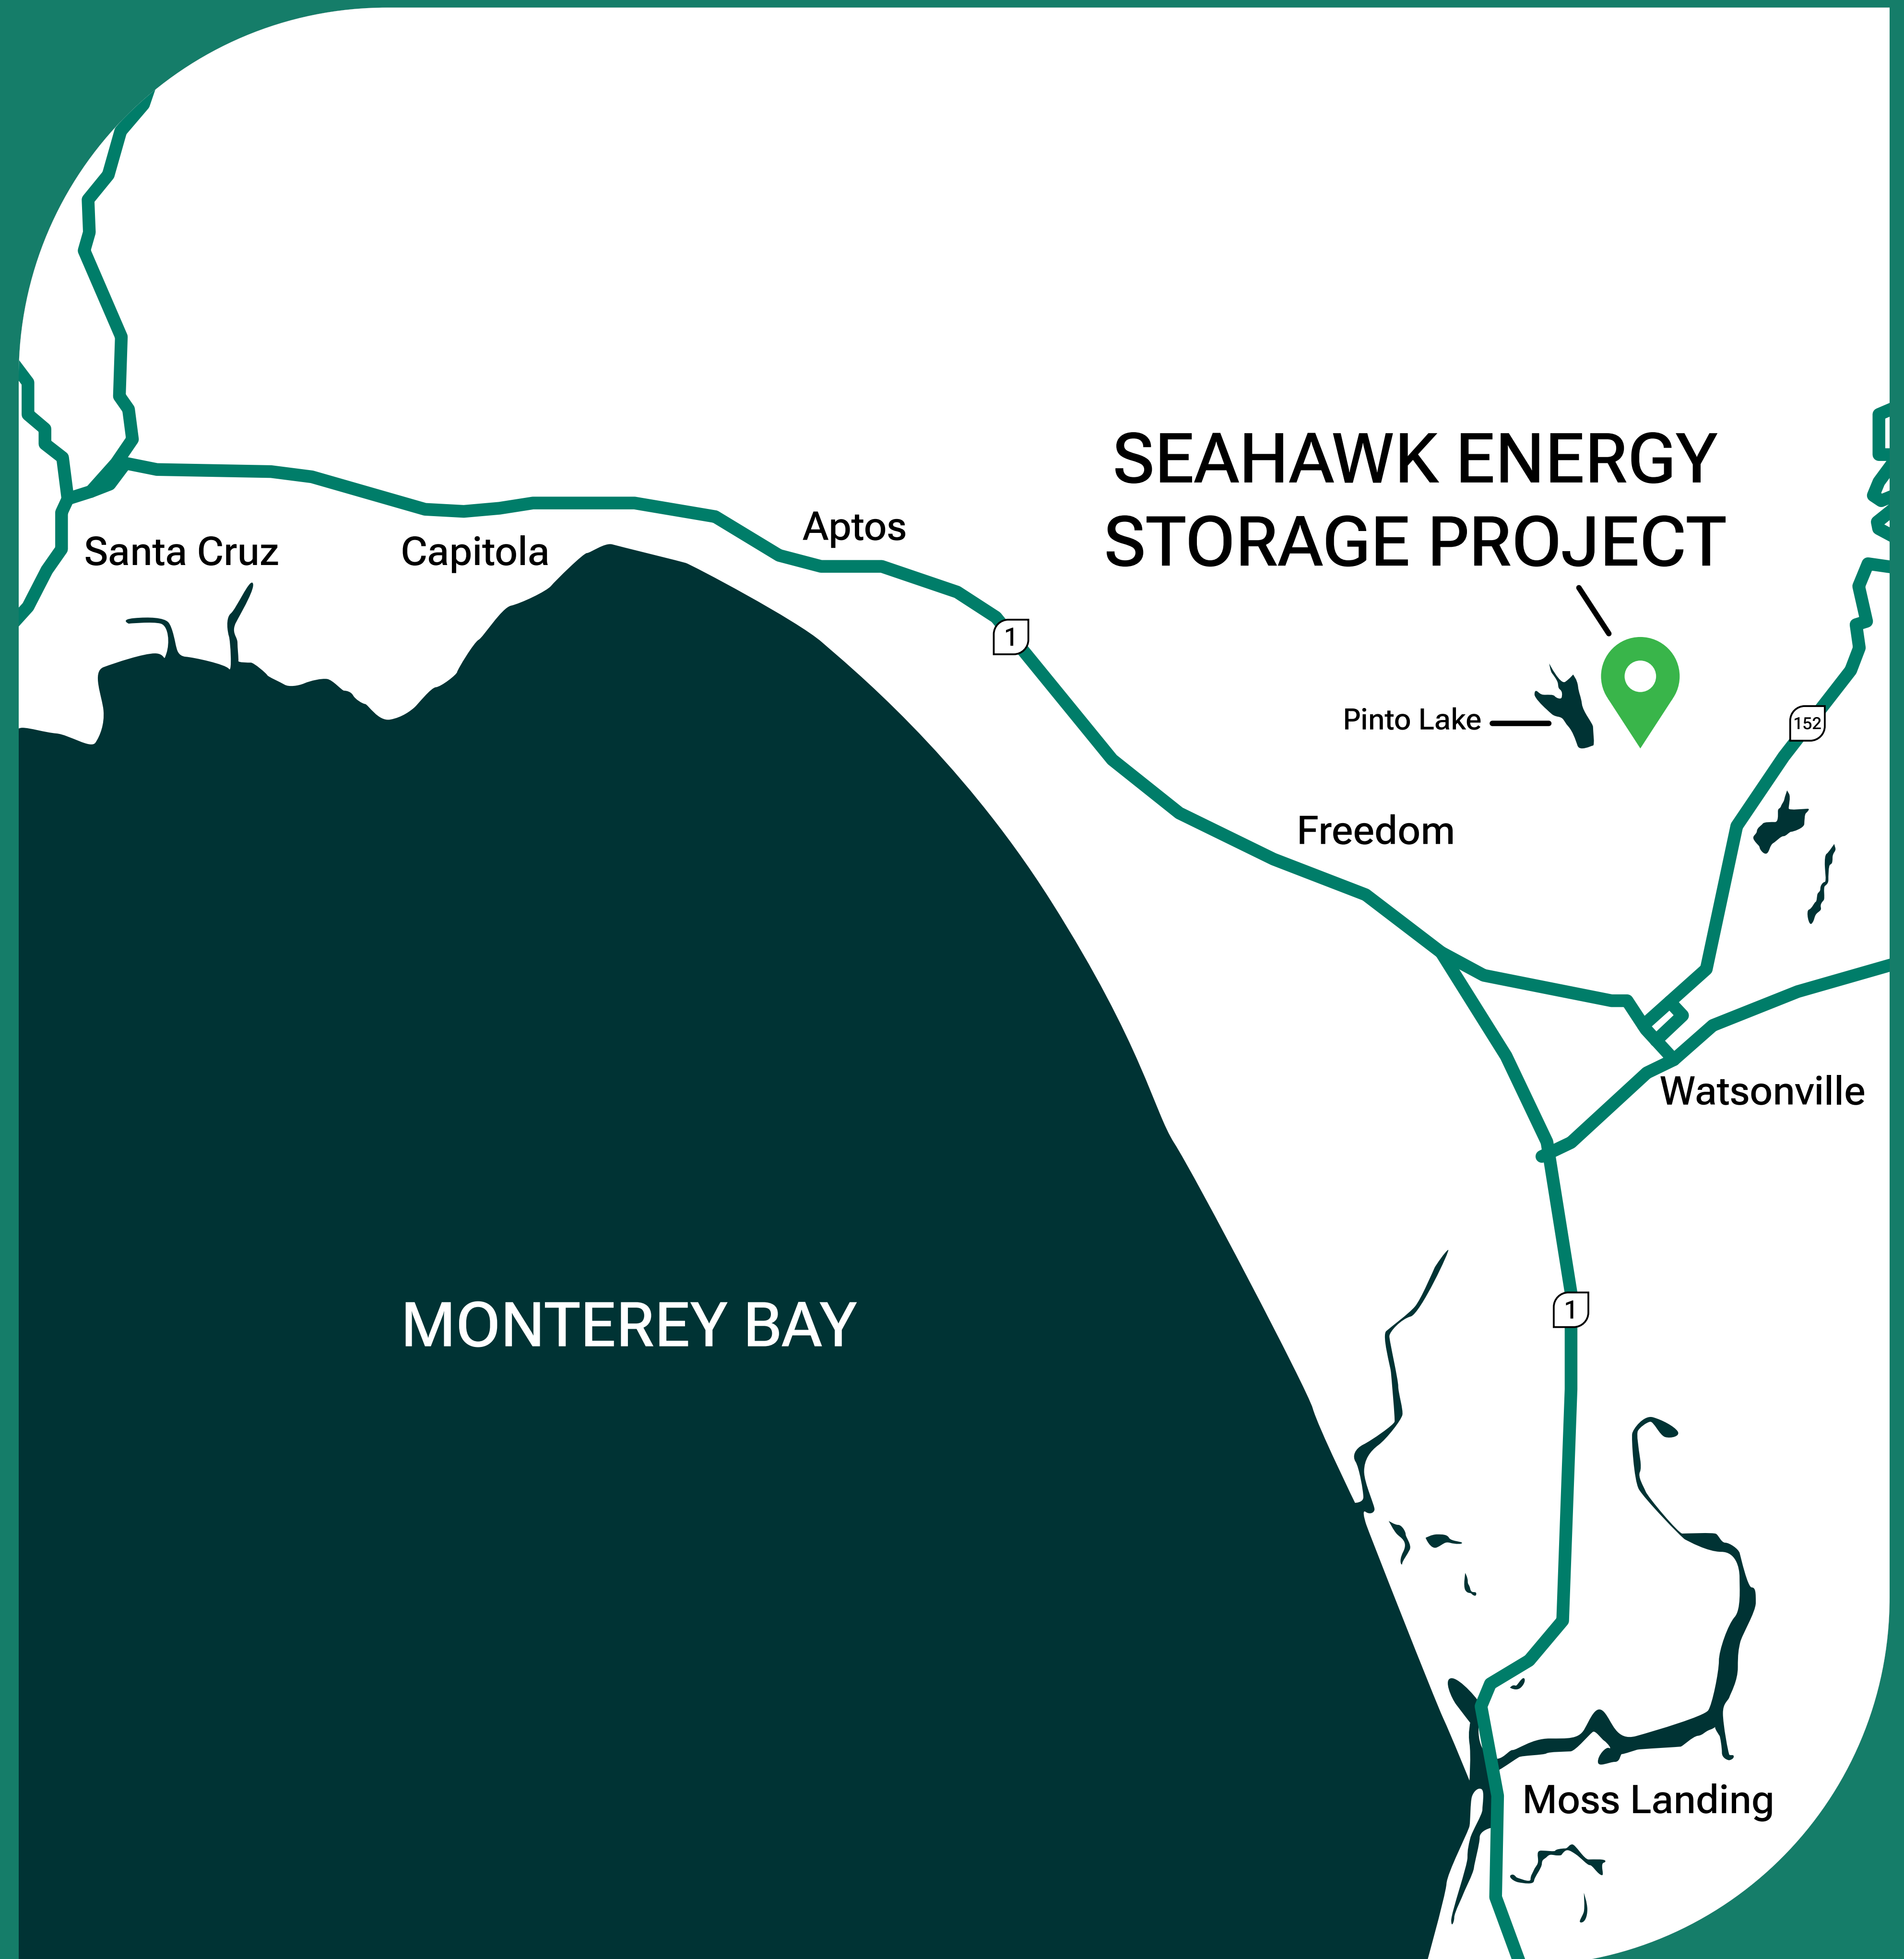 SEAHAWK ENERGY
STORAGE PROJECT
Aptos
Santa Cruz
Capitola
1
Pinto Lake
152
Freedom
Watsonville
MONTEREY BAY
1
Moss Landing